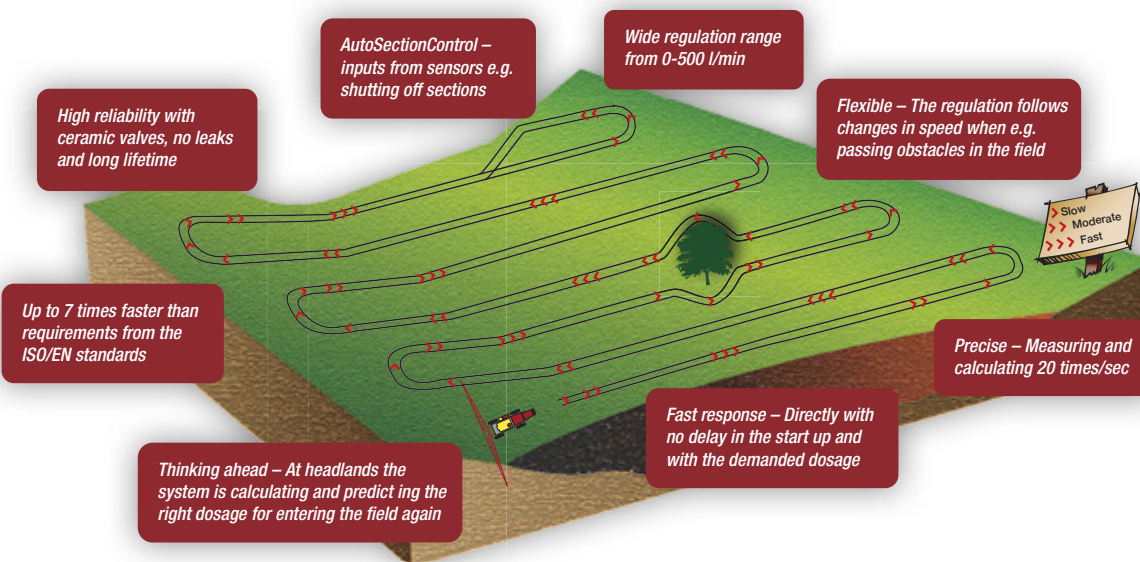 AutoSectionControl –
inputs from sensors e.g.
shutting off sections
Wide regulation range
from 0-500 l/min
High reliability with
ceramic valves, no leaks
and long lifetime
Flexible – The regulation follows
changes in speed when e.g.
passing obstacles in the field
Slow
Moderate
Fast
Up to 7 times faster than
requirements from the
ISO/EN standards
Precise – Measuring and
calculating 20 times/sec
Fast response – Directly with
no delay in the start up and
with the demanded dosage
Thinking ahead – At headlands the
system is calculating and predict ing the
right dosage for entering the field again